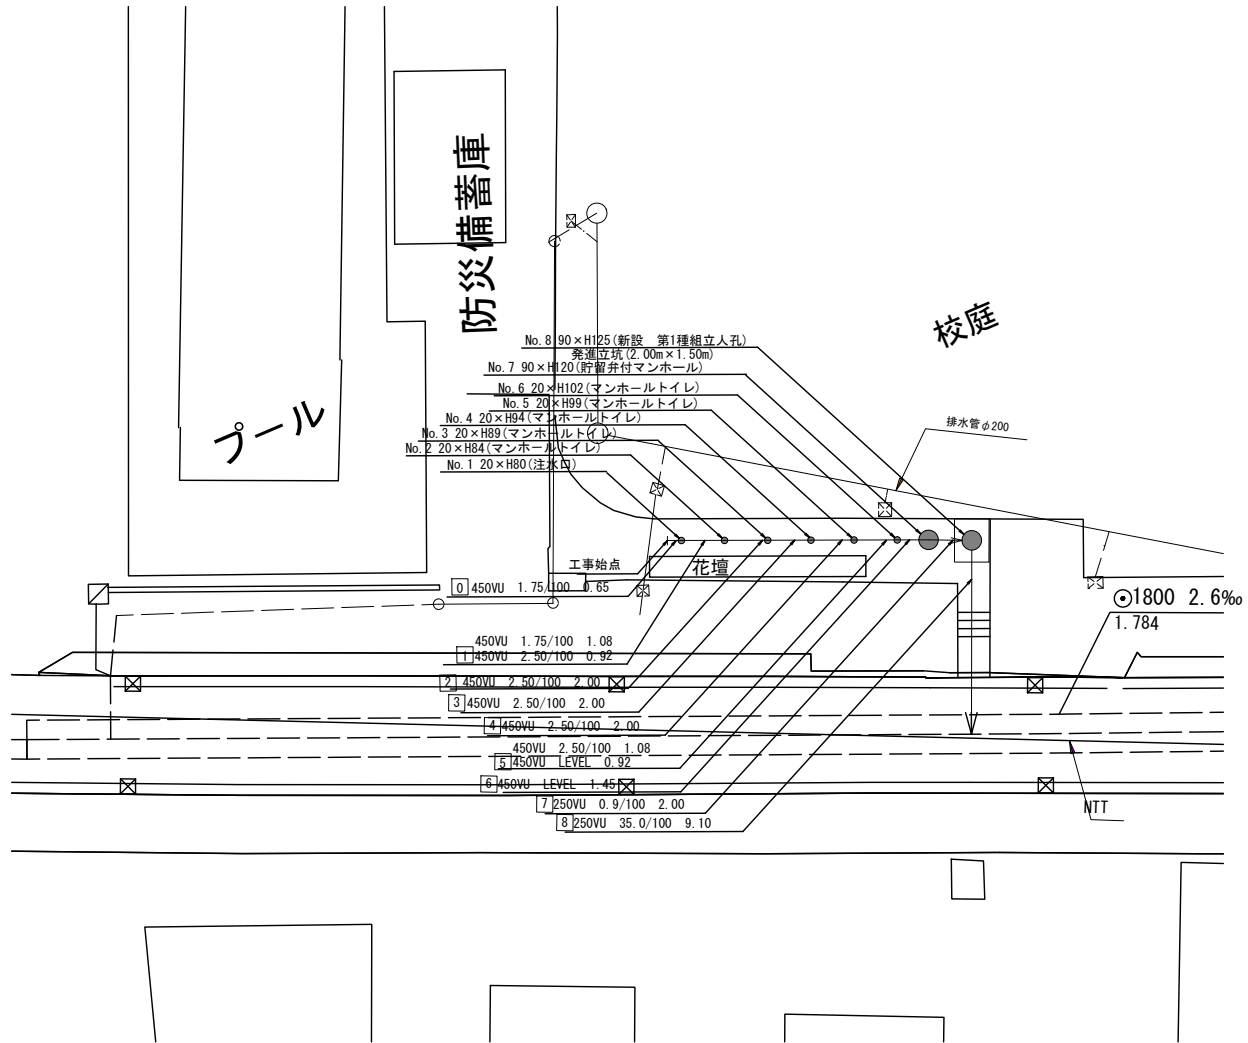 防災備蓄庫
校庭
プール
No.8 90×H125(新設 第1種組立人孔)
発進立坑(2.00m×1.50m)
No.7 90×H120(貯留弁付マンホール)
No.6 20×H102(マンホールトイレ)
No.5 20×H99(マンホールトイレ)
No.4 20×H94(マンホールトイレ)
No.3 20×H89(マンホールトイレ)
No.2 20×H84(マンホールトイレ)
No.1 20×H80(注水口)
排水管φ200
工事始点
花壇
0 450VU 1.75/100 0.65
1800 2.6‰
1.784
450VU 1.75/100 1.08
1 450VU 2.50/100 0.92
2 450VU 2.50/100 2.00
3 450VU 2.50/100 2.00
4 450VU 2.50/100 2.00
450VU 2.50/100 1.08
5 450VU LEVEL 0.92
6 450VU LEVEL 1.45
7 250VU 0.9/100 2.00
8 250VU 35.0/100 9.10
NTT